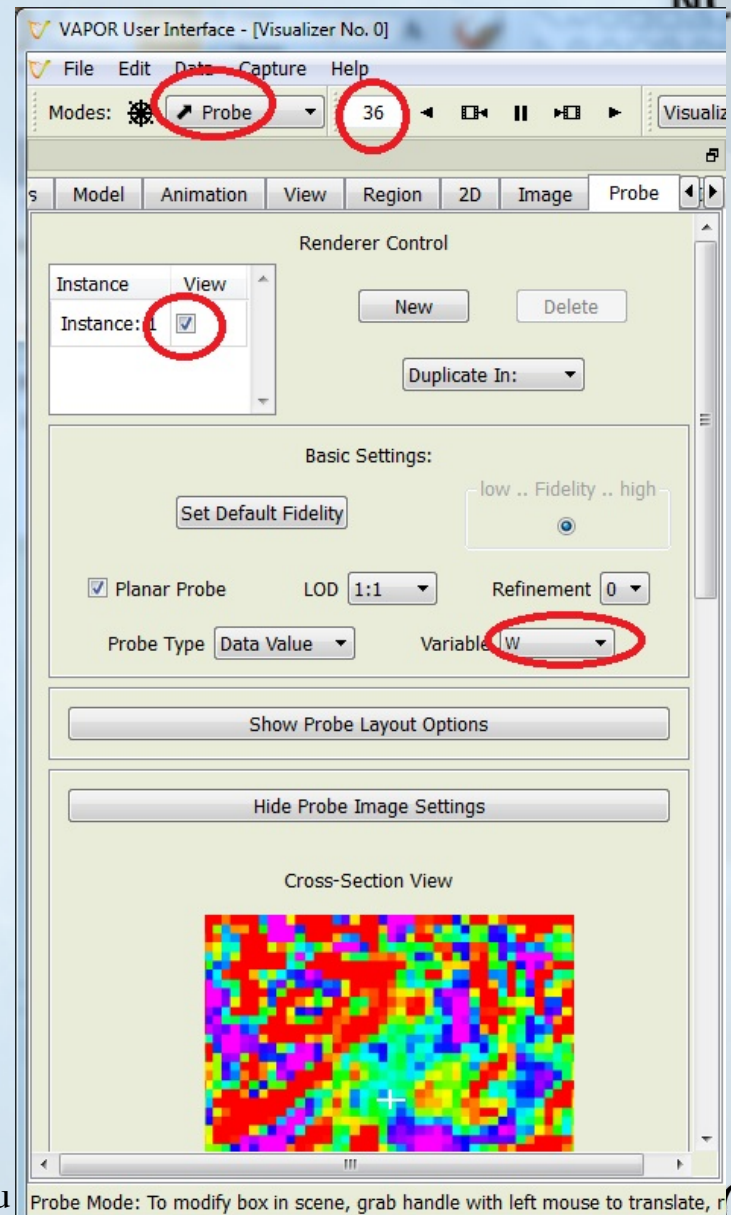 VAPOR User Interface - [Visualizer No. 0]
File Edit Data Capture Help
Modes: Probe 36 Visualiz
s Model Animation View Region 2D Image Probe
Renderer Control
Instance View
Instance: 1
New Delete
Duplicate In:
Basic Settings:
low .. Fidelity .. high
Set Default Fidelity
Planar Probe LOD 1:1 Refinement 0
Probe Type Data Value Variable W
Show Probe Layout Options
Hide Probe Image Settings
Cross-Section View
Probe Mode: To modify box in scene, grab handle with left mouse to translate, r